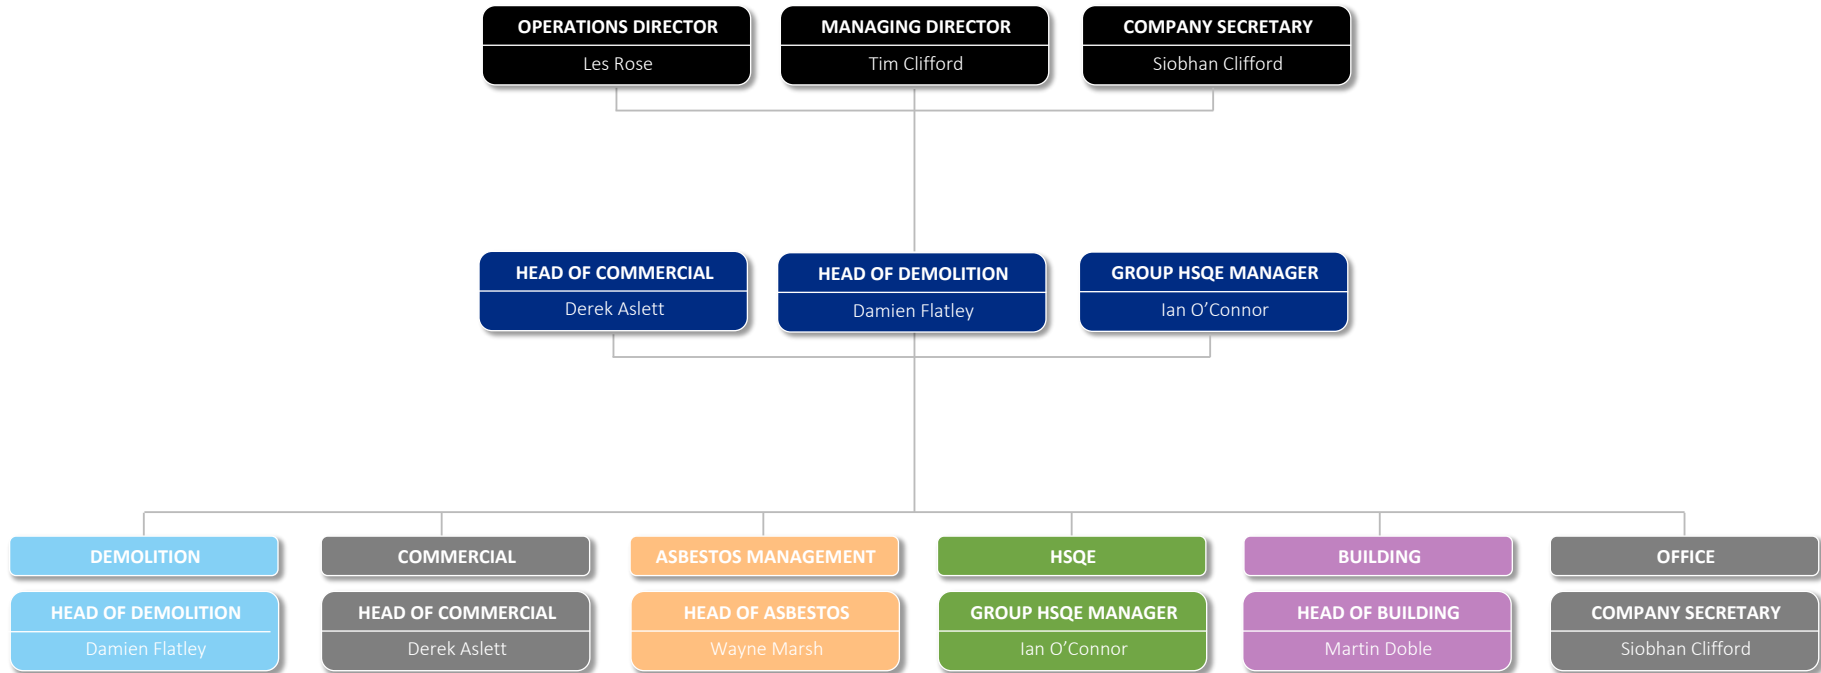 OPERATIONS DIRECTOR
Les Rose
MANAGING DIRECTOR
Tim Clifford
COMPANY SECRETARY
Siobhan Clifford
HEAD OF COMMERCIAL
Derek Aslett
HEAD OF DEMOLITION
Damien Flatley
GROUP HSQE MANAGER
Ian O’Connor
DEMOLITION
HEAD OF DEMOLITION
Damien Flatley
COMMERCIAL
HEAD OF COMMERCIAL
Derek Aslett
ASBESTOS MANAGEMENT
HEAD OF ASBESTOS
Wayne Marsh
HSQE
GROUP HSQE MANAGER
Ian O’Connor
BUILDING
HEAD OF BUILDING
Martin Doble
OFFICE
COMPANY SECRETARY
Siobhan Clifford